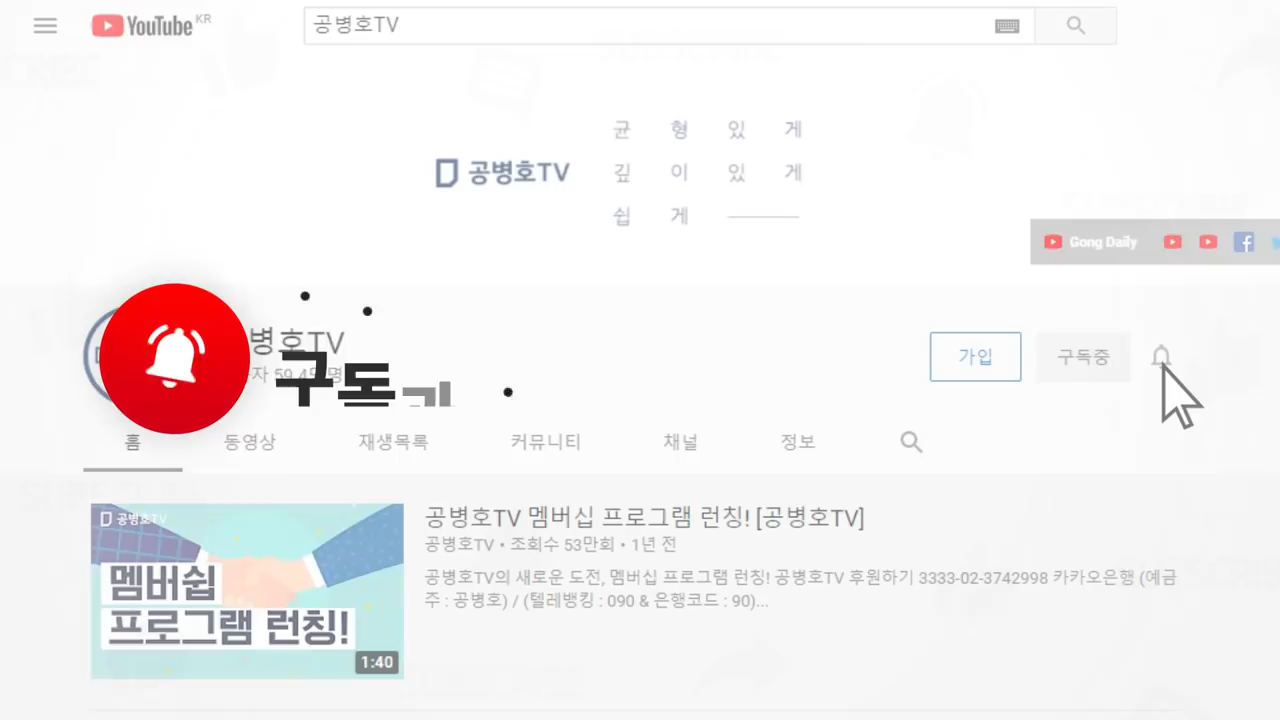 YouTube KR
공병호TV
균 형 있 게
공병호TV
깊 이 있 게
쉽 게
Gong Daily
병호TV
가입
구독중
구독
홈
동영상
재생목록
커뮤니티
채널
정보
공병호TV
멤버쉽
프로그램 런칭!
1:40
공병호TV 멤버십 프로그램 런칭! [공병호TV]
공병호TV • 조회수 53만회 • 1년 전
공병호TV의 새로운 도전, 멤버십 프로그램 런칭! 공병호TV 후원하기 3333-02-3742998 카카오은행 (예금
주 : 공병호) / (텔레뱅킹 : 090 & 은행코드 : 90)...